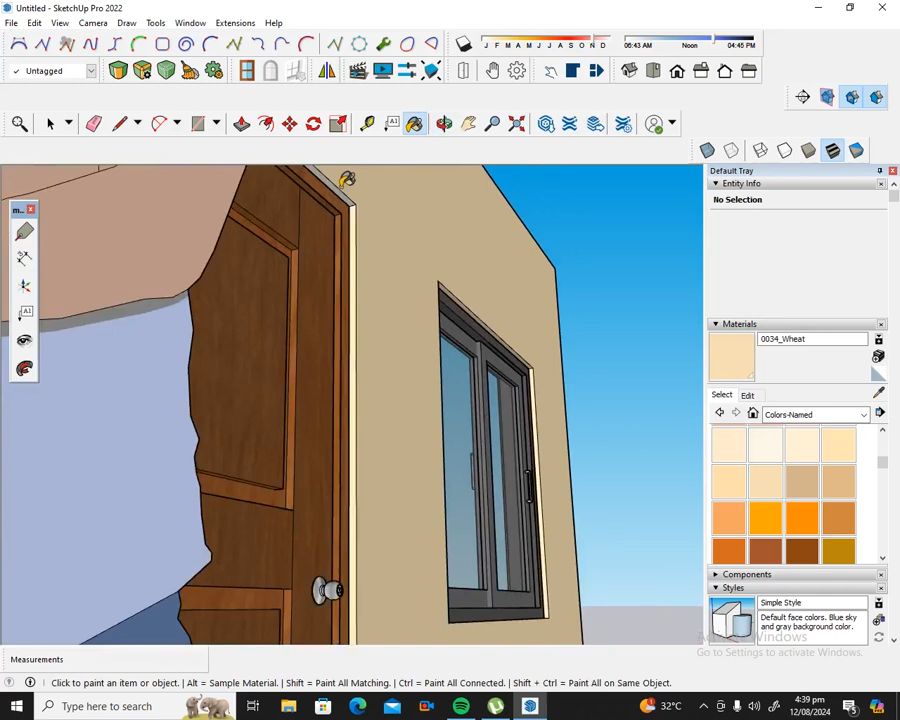 Untitled - SketchUp Pro 2022
File Edit View Camera Draw Tools Window Extensions Help
J F M A M J J A S O N D
06:43 AM Noon 04:45 PM
Untagged
AI
Default Tray
m...
Entity Info
No Selection
AI
Materials
0034_Wheat
Select Edit
Colors-Named
Components
Styles
Simple Style
Default face colors. Blue sky and gray background color.
Activate Windows
Go to Settings to activate Windows.
Measurements
Click to paint an item or object. | Alt = Sample Material. | Shift = Paint All Matching. | Ctrl = Paint All Connected. | Shift + Ctrl = Paint All on Same Object.
Type here to search
32°C
4:39 pm
12/08/2024
5